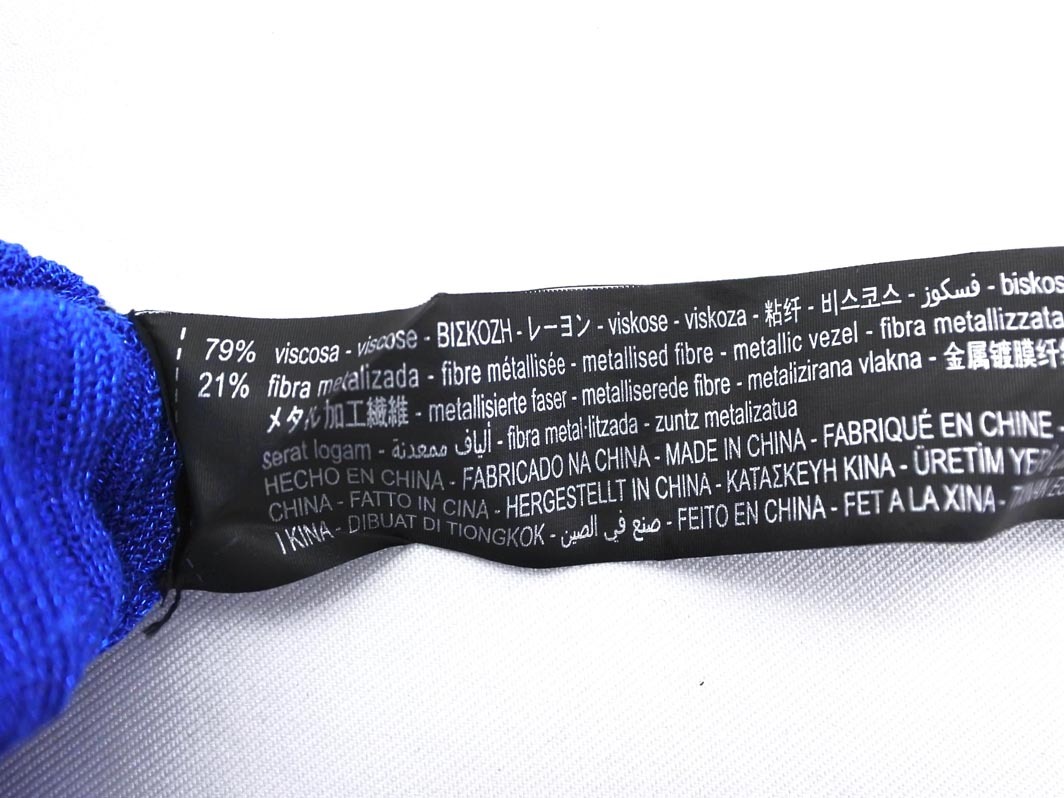 79% viscosa - viscose - ΒΙΣΚΟΖΗ - レーヨン - viskose - viskoza - 粘纤 - 비스코스 - فسكوز - biskos
21% fibra metalizada - fibre métallisée - metallised fibre - metallic vezel - fibra metallizzata
メタル加工繊維 - metallisierte faser - metalliserede fibre - metalizirana vlakna - 金属镀膜纤
serat logam - ألياف ممعدنة - fibra metal·litzada - zuntz metalizatua
HECHO EN CHINA - FABRICADO NA CHINA - MADE IN CHINA - FABRIQUÉ EN CHINE
CHINA - FATTO IN CINA - HERGESTELLT IN CHINA - ΚΑΤΑΣΚΕΥΗ ΚΙΝΑ - ÜRETİM YERİ
I KINA - DIBUAT DI TIONGKOK - صنع في الصين - FEITO EN CHINA - FET A LA XINA -